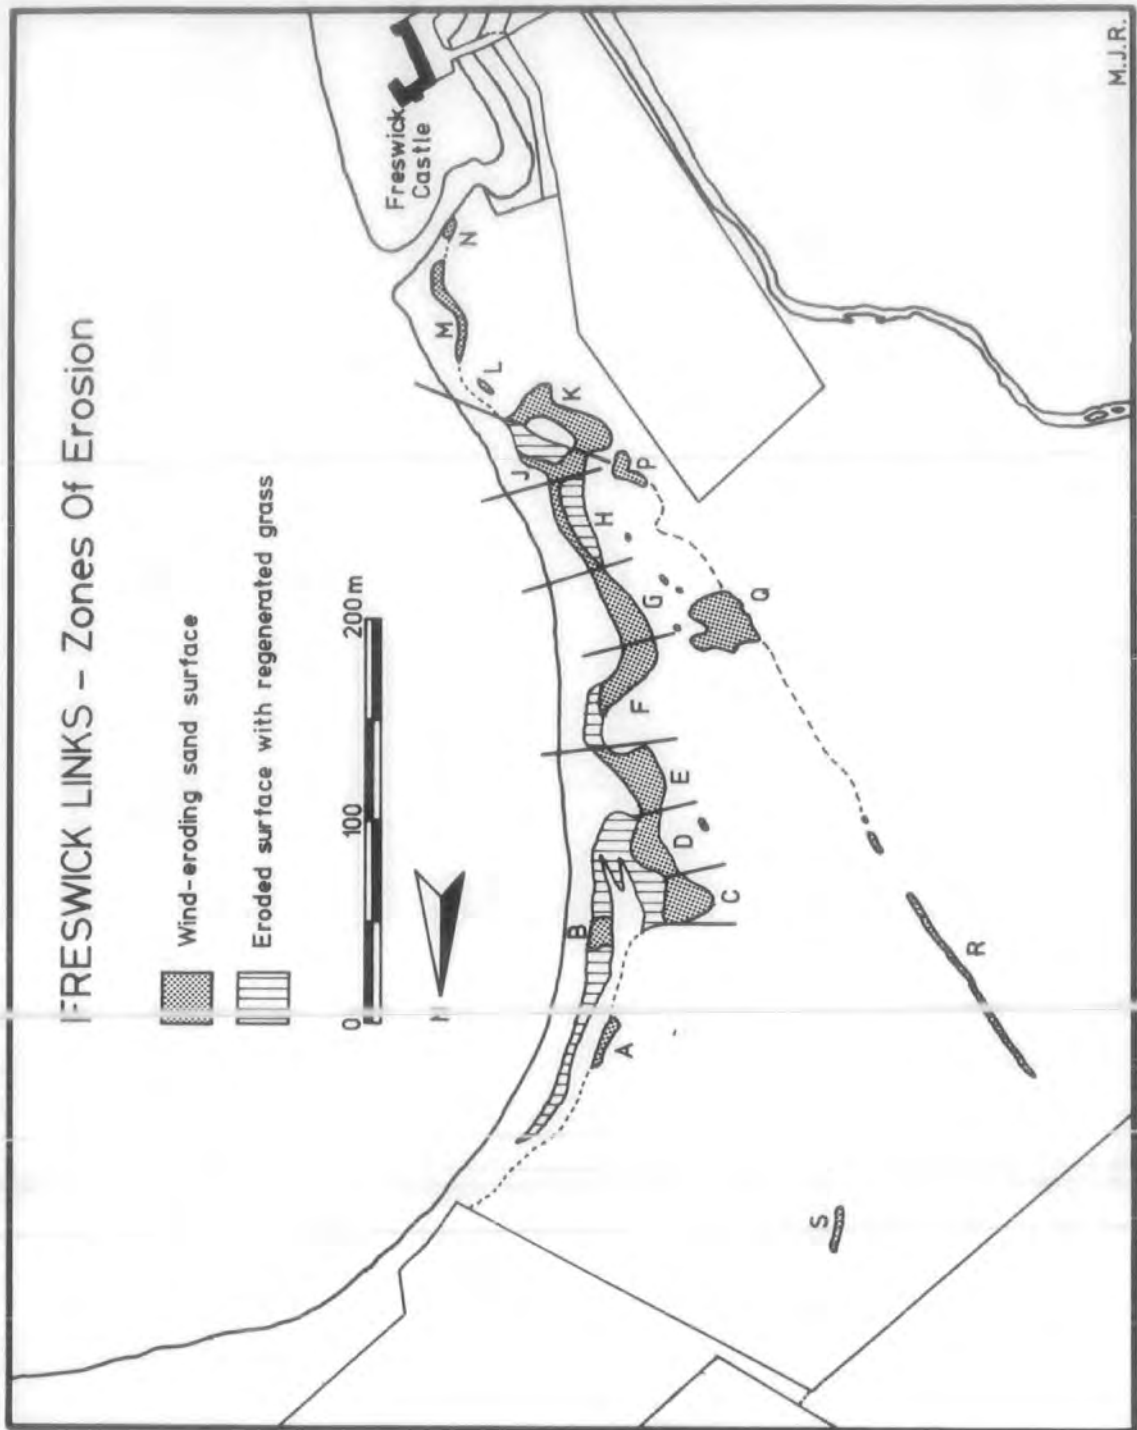 FRESWICK LINKS – Zones Of Erosion
Wind-eroding sand surface
Eroded surface with regenerated grass
0 100 200m
N
Freswick
Castle
A
B
C
D
E
F
G
H
J
K
L
M
N
P
Q
R
S
M.J.R.